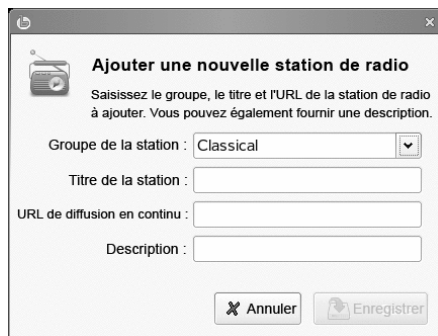 Ajouter une nouvelle station de radio
Saisissez le groupe, le titre et l'URL de la station de radio
à ajouter. Vous pouvez également fournir une description.
Groupe de la station :
Classical
Titre de la station :
URL de diffusion en continu :
Description :
Annuler
Enregistrer